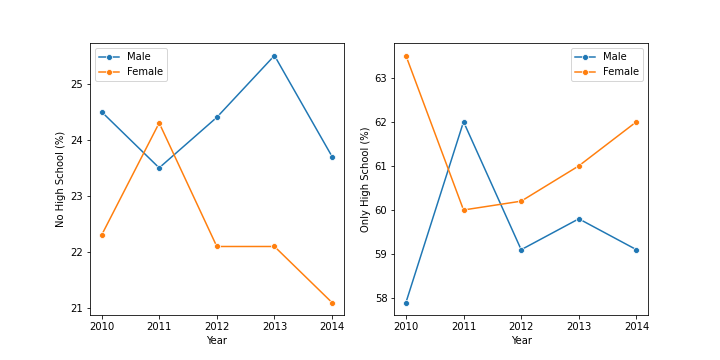 Male
Female
25
24
23
22
21
No High School (%)
2010 2011 2012 2013 2014
Year
Male
Female
63
62
61
60
59
58
Only High School (%)
2010 2011 2012 2013 2014
Year